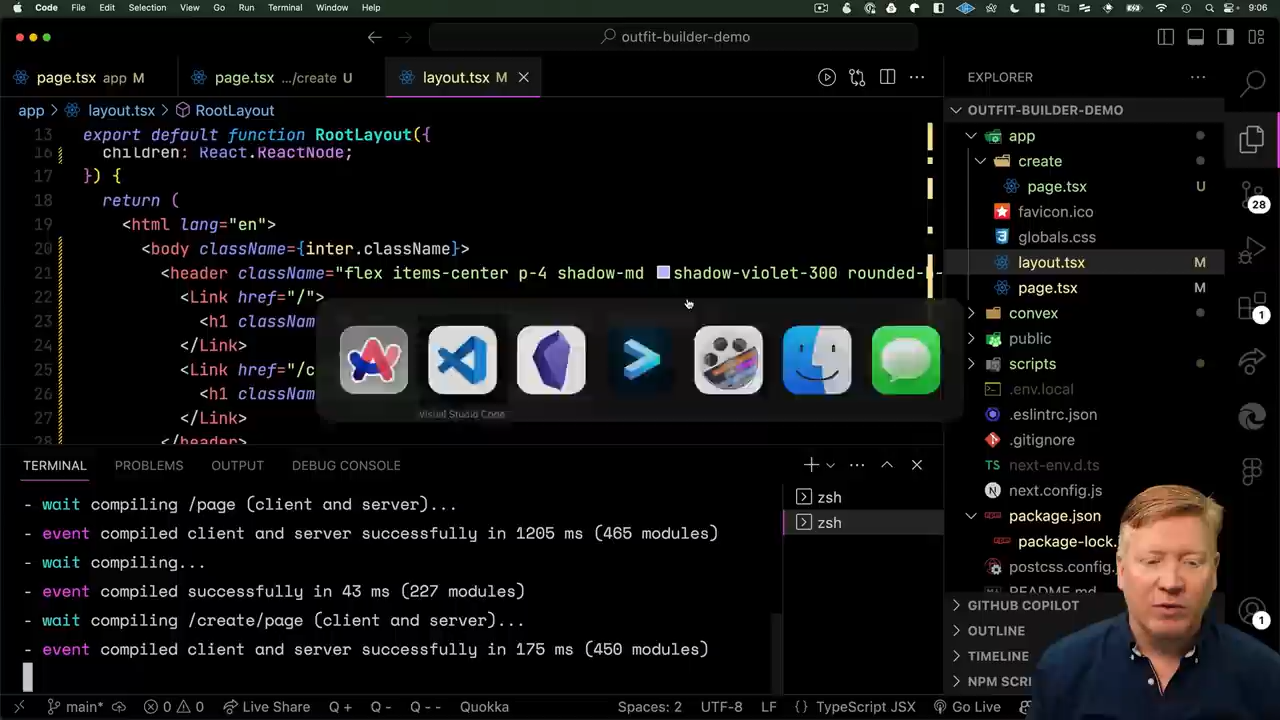 Code File Edit Selection View Go Run Terminal Window Help 9:06
outfit-builder-demo
page.tsx app M
page.tsx .../create U
layout.tsx M
app > layout.tsx > RootLayout
13 export default function RootLayout({
16 children: React.ReactNode;
17 }) {
18 return (
19 <html lang="en">
20 <body className={inter.className}>
21 <header className="flex items-center p-4 shadow-md shadow-violet-300 rounded-b-
22 <Link href="/">
23 <h1 classNam
24 </Link>
25 <Link href="/c
26 <h1 classNam
27 </Link>
28 </header>
Visual Studio Code
TERMINAL PROBLEMS OUTPUT DEBUG CONSOLE
- wait compiling /page (client and server)...
- event compiled client and server successfully in 1205 ms (465 modules)
- wait compiling...
- event compiled successfully in 43 ms (227 modules)
- wait compiling /create/page (client and server)...
- event compiled client and server successfully in 175 ms (450 modules)
zsh
zsh
EXPLORER
OUTFIT-BUILDER-DEMO
app
create
page.tsx U
favicon.ico
globals.css
layout.tsx M
page.tsx M
convex
public
scripts
.env.local
.eslintrc.json
.gitignore
TS next-env.d.ts
next.config.js
package.json
package-lock.j
postcss.config.
README.md
GITHUB COPILOT
OUTLINE
TIMELINE
NPM SCRI
28
1
1
main* 0 0 Live Share Q + Q - Q -- Quokka Spaces: 2 UTF-8 LF {} TypeScript JSX Go Live